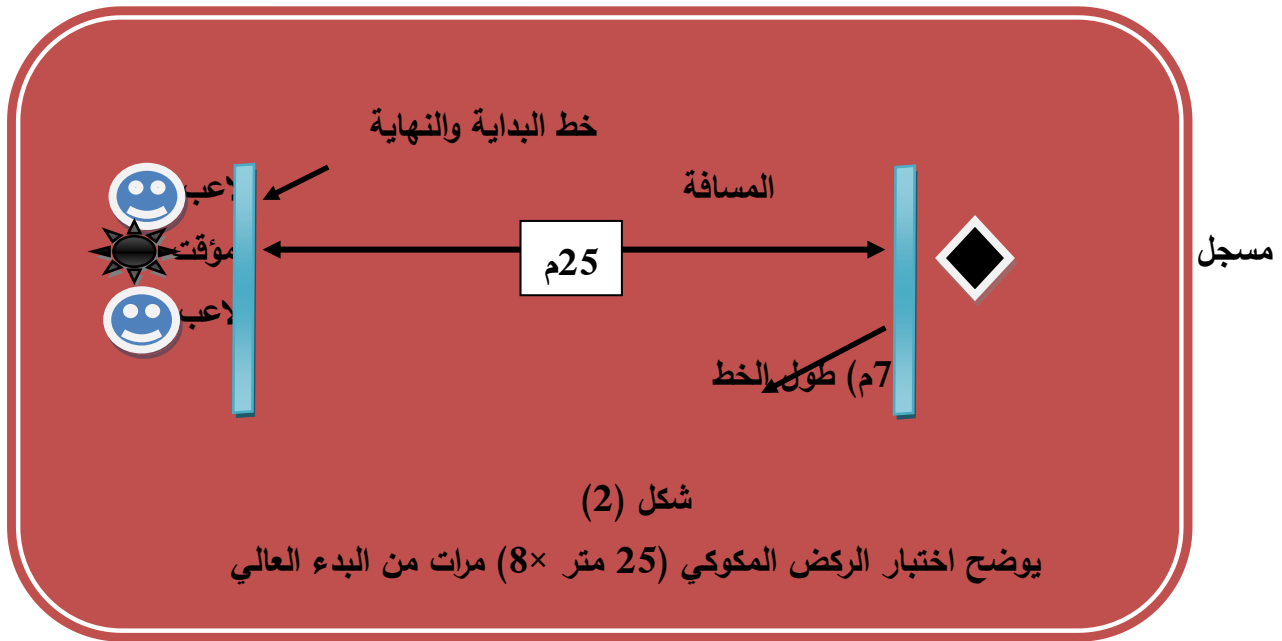 خط البداية والنهاية
المسافة
لاعب
مؤقت
25م
مسجل
لاعب
7م) طول الخط
شكل (2)
يوضح اختبار الركض المكوكي (25 متر ×8) مرات من البدء العالي